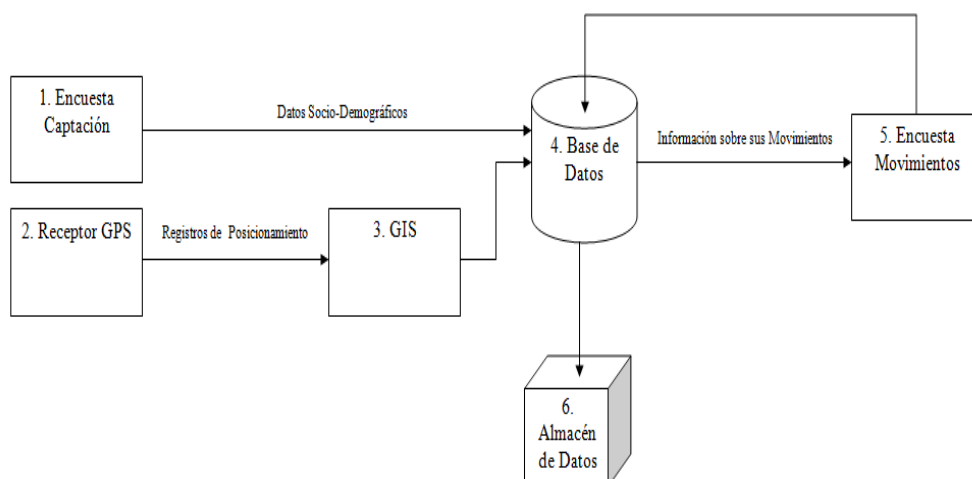 1. Encuesta
Captación
Datos Socio-Demográficos
4. Base de
Datos
Información sobre sus Movimientos
5. Encuesta
Movimientos
2. Receptor GPS
Registros de Posicionamiento
3. GIS
6.
Almacén
de Datos